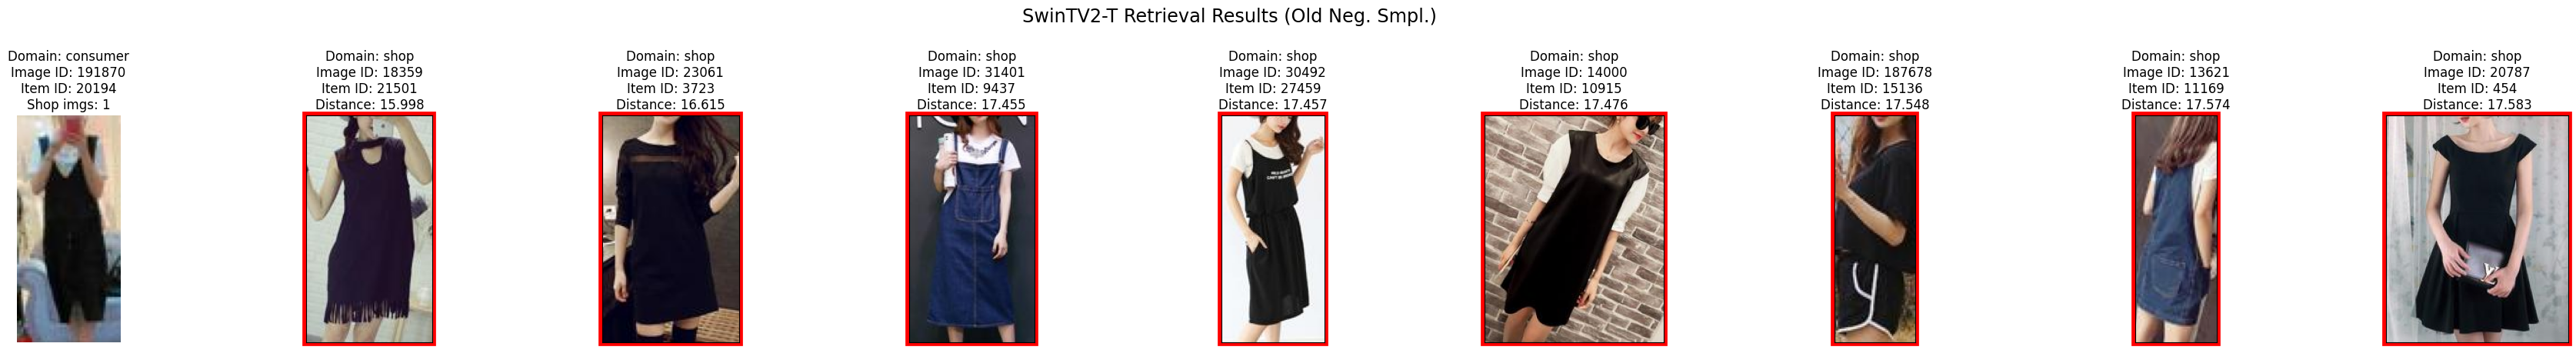 SwinTV2-T Retrieval Results (Old Neg. Smpl.)
Domain: consumer
Image ID: 191870
Item ID: 20194
Shop imgs: 1
Domain: shop
Image ID: 18359
Item ID: 21501
Distance: 15.998
Domain: shop
Image ID: 23061
Item ID: 3723
Distance: 16.615
Domain: shop
Image ID: 31401
Item ID: 9437
Distance: 17.455
Domain: shop
Image ID: 30492
Item ID: 27459
Distance: 17.457
Domain: shop
Image ID: 14000
Item ID: 10915
Distance: 17.476
Domain: shop
Image ID: 187678
Item ID: 15136
Distance: 17.548
Domain: shop
Image ID: 13621
Item ID: 11169
Distance: 17.574
Domain: shop
Image ID: 20787
Item ID: 454
Distance: 17.583